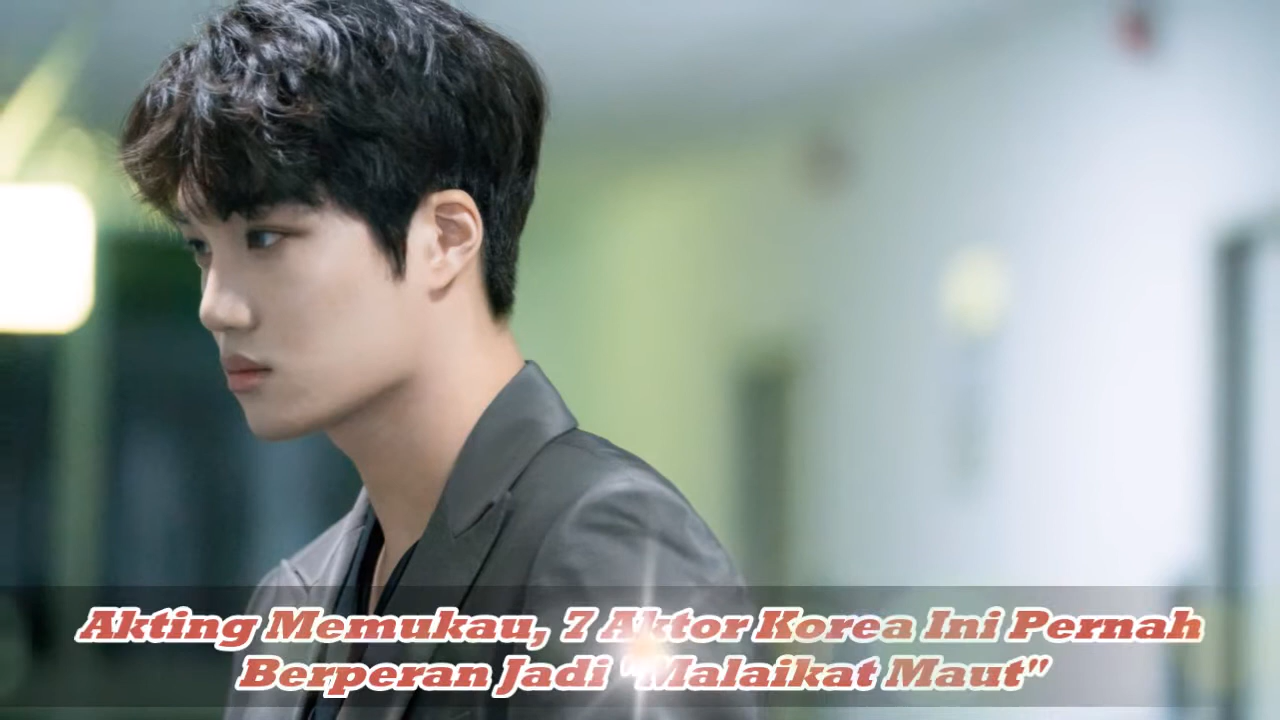 Akting Memukau, 7 Aktor Korea Ini Pernah
Berperan Jadi "Malaikat Maut"